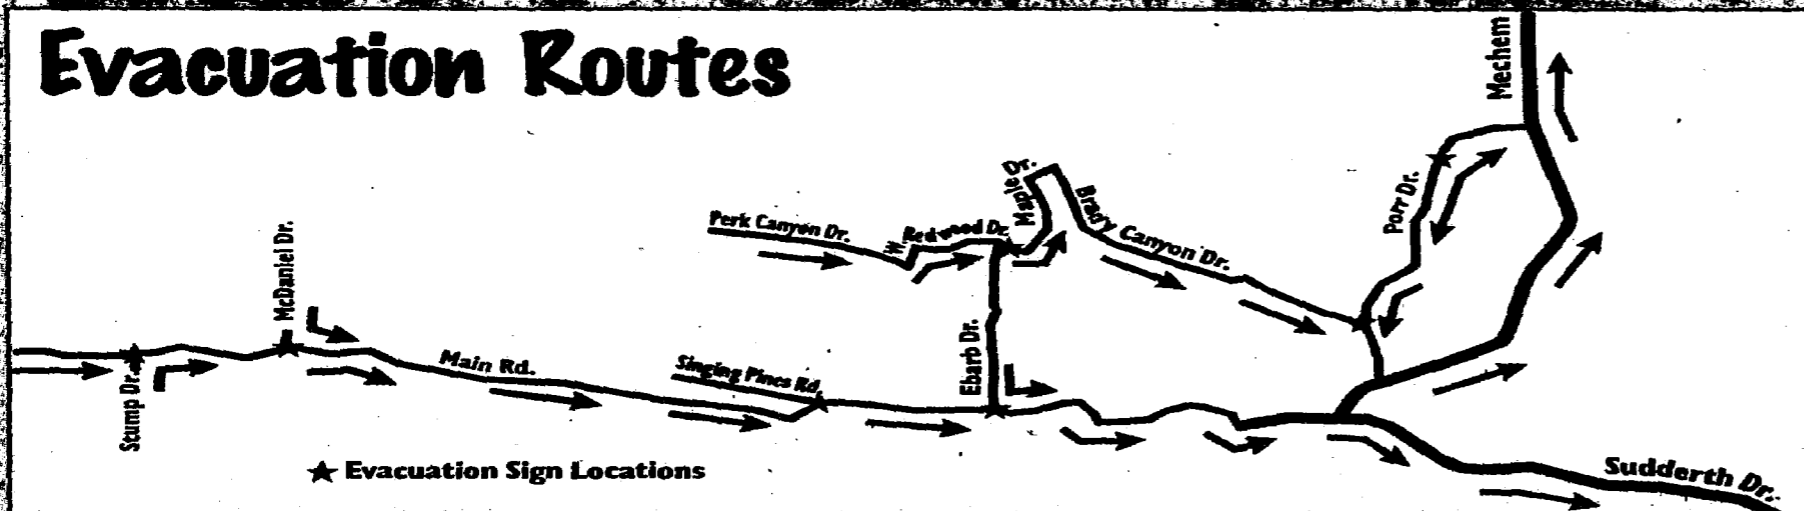 Evacuation Routes
Mechem
Maple Dr.
Porr Dr.
Perk Canyon Dr.
W. Redwood Dr.
Brady Canyon Dr.
McDaniel Dr.
Ebarb Dr.
Main Rd.
Singing Pines Rd.
Stump Dr.
Evacuation Sign Locations
Sudderth Dr.